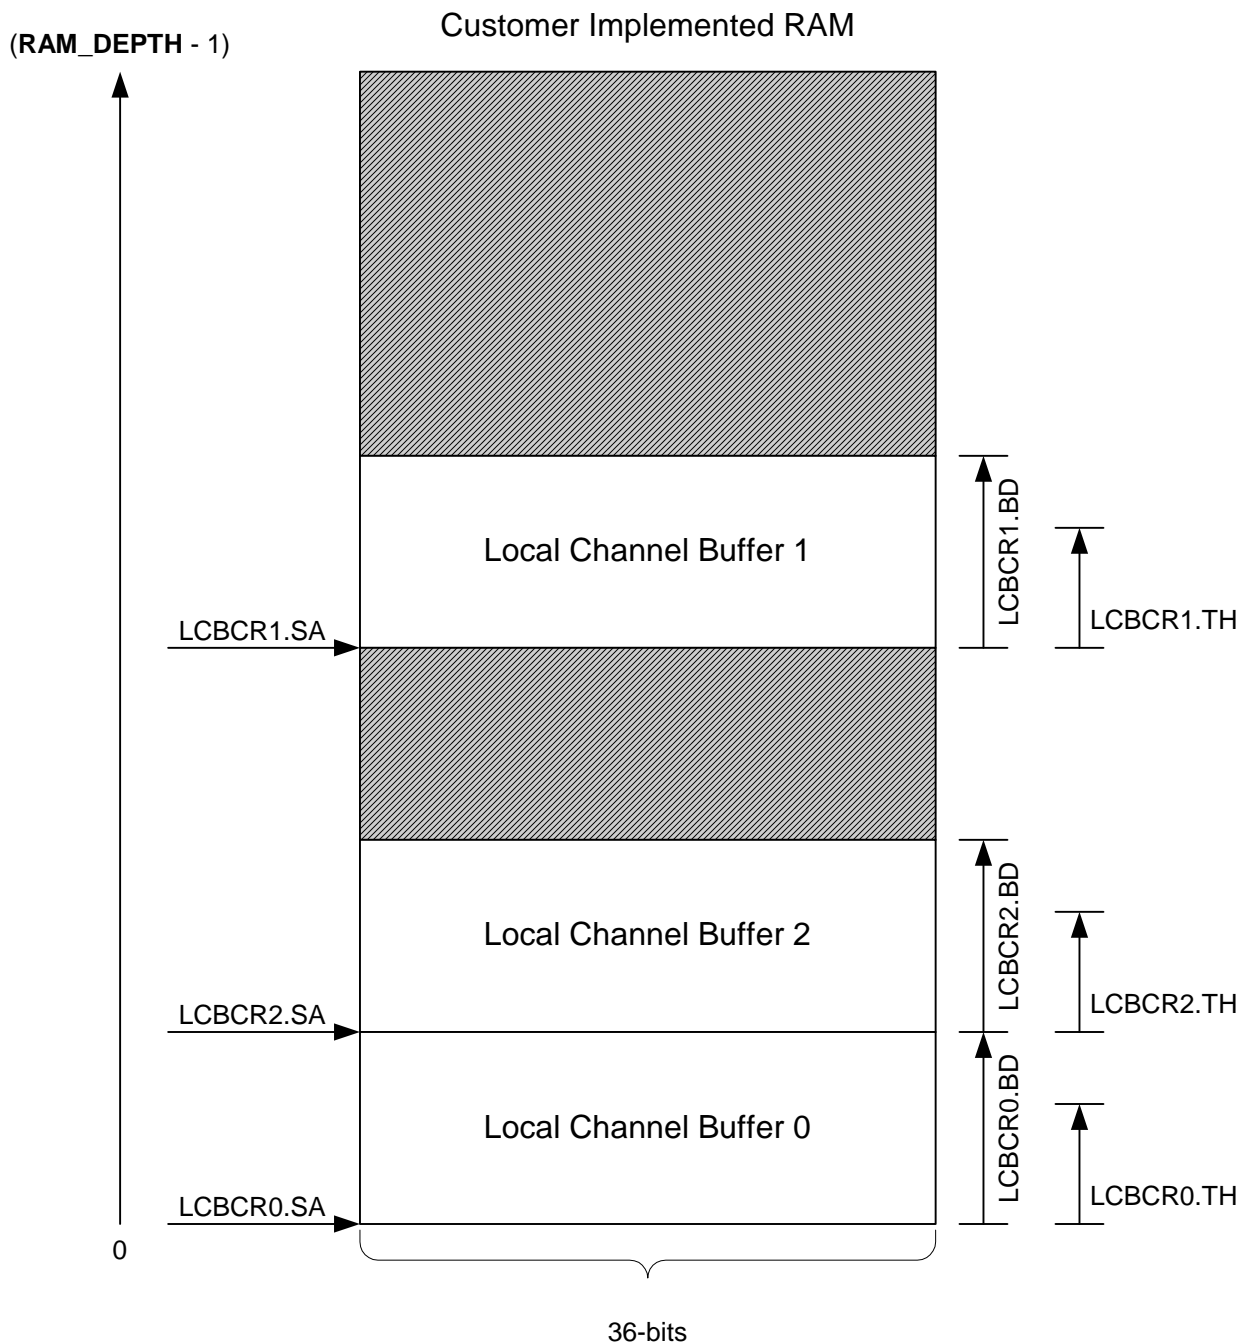 Customer Implemented RAM
(RAM_DEPTH - 1)
LCBCR1.BD
Local Channel Buffer 1
LCBCR1.TH
LCBCR1.SA
LCBCR2.BD
Local Channel Buffer 2
LCBCR2.TH
LCBCR2.SA
LCBCR0.BD
Local Channel Buffer 0
LCBCR0.TH
LCBCR0.SA
0
36-bits